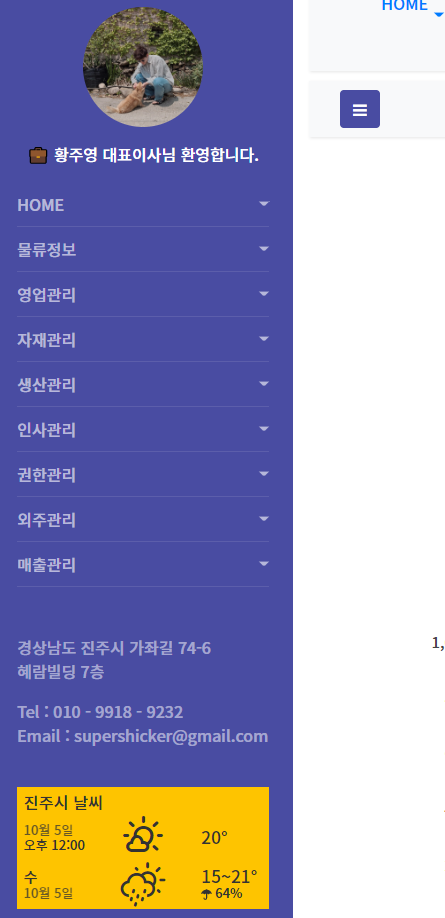 HOME
황주영 대표이사님 환영합니다.
HOME
물류정보
영업관리
자재관리
생산관리
인사관리
권한관리
외주관리
매출관리
경상남도 진주시 가좌길 74-6
혜람빌딩 7층
Tel : 010 - 9918 - 9232
Email : supershicker@gmail.com
1,
진주시 날씨
10월 5일
오후 12:00
20°
수
10월 5일
15~21°
64%